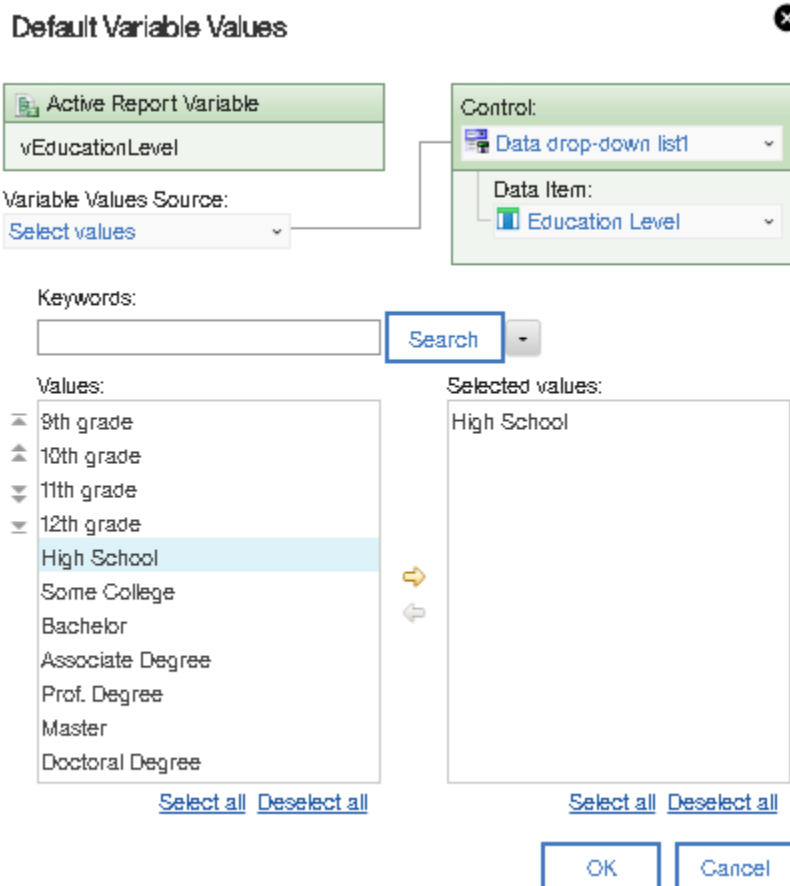 Default Variable Values
Active Report Variable
vEducationLevel
Variable Values Source:
Select values
Control:
Data drop-down list1
Data Item:
Education Level
Keywords:
Search
Values:
9th grade
10th grade
11th grade
12th grade
High School
Some College
Bachelor
Associate Degree
Prof. Degree
Master
Doctoral Degree
Select all Deselect all
Selected values:
High School
Select all Deselect all
OK
Cancel